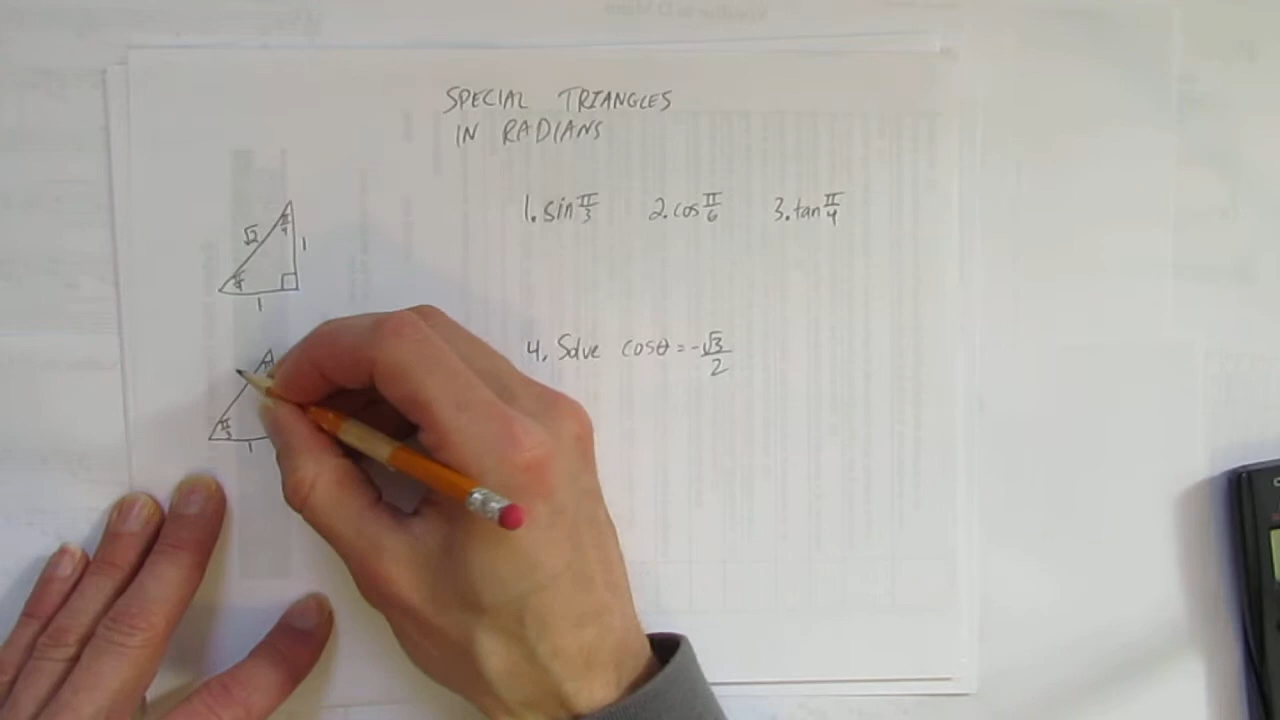 SPECIAL TRIANGLES
IN RADIANS
1. sin π/3 2. cos π/6 3. tan π/4
√2 π/4 1
π/4
1
4. Solve cosθ = -√3/2
π/3
1